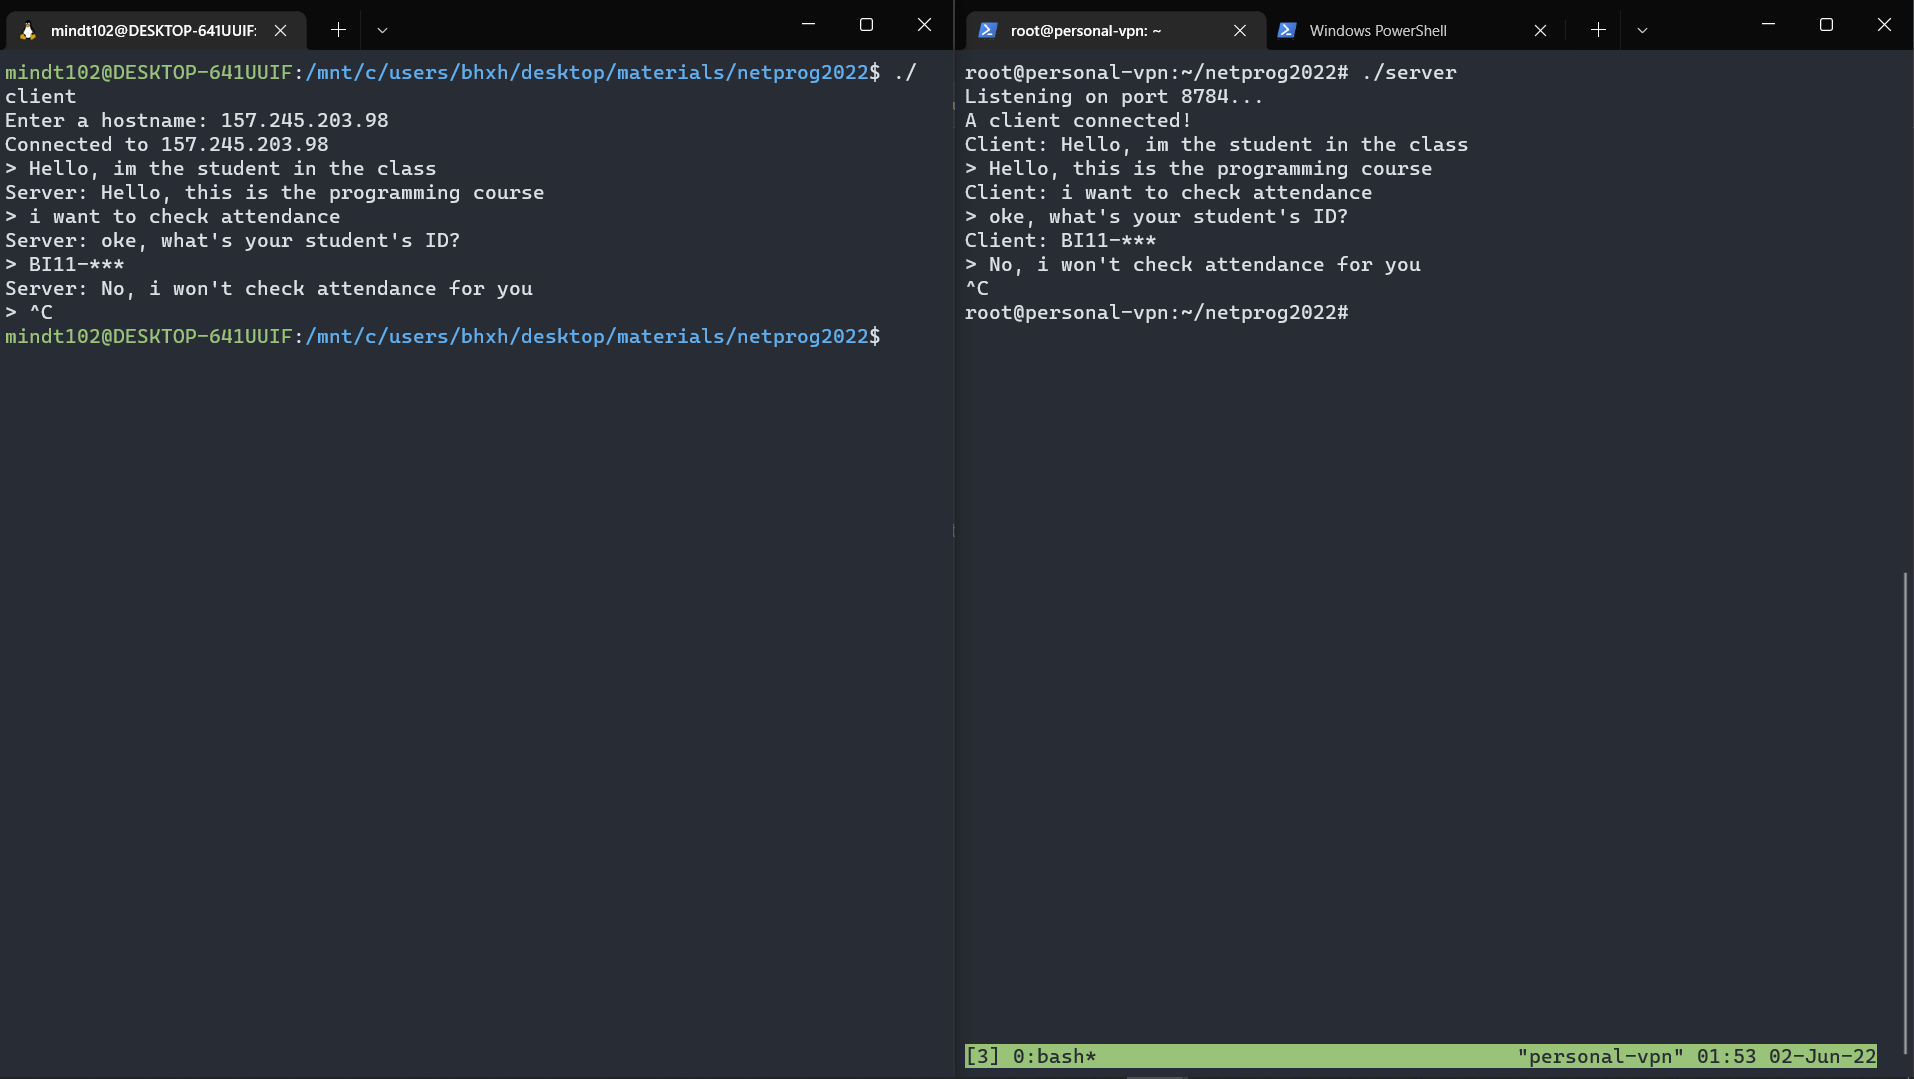 mindt102@DESKTOP-641UUIF:
mindt102@DESKTOP-641UUIF:/mnt/c/users/bhxh/desktop/materials/netprog2022$ ./
client
Enter a hostname: 157.245.203.98
Connected to 157.245.203.98
> Hello, im the student in the class
Server: Hello, this is the programming course
> i want to check attendance
Server: oke, what's your student's ID?
> BI11-***
Server: No, i won't check attendance for you
> ^C
mindt102@DESKTOP-641UUIF:/mnt/c/users/bhxh/desktop/materials/netprog2022$
root@personal-vpn: ~
Windows PowerShell
root@personal-vpn:~/netprog2022# ./server
Listening on port 8784...
A client connected!
Client: Hello, im the student in the class
> Hello, this is the programming course
Client: i want to check attendance
> oke, what's your student's ID?
Client: BI11-***
> No, i won't check attendance for you
^C
root@personal-vpn:~/netprog2022#
[3] 0:bash* "personal-vpn" 01:53 02-Jun-22